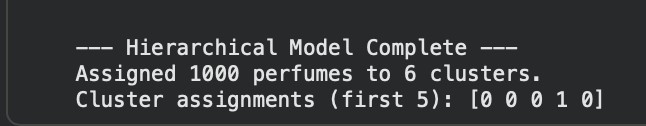 --- Hierarchical Model Complete ---
Assigned 1000 perfumes to 6 clusters.
Cluster assignments (first 5): [0 0 0 1 0]